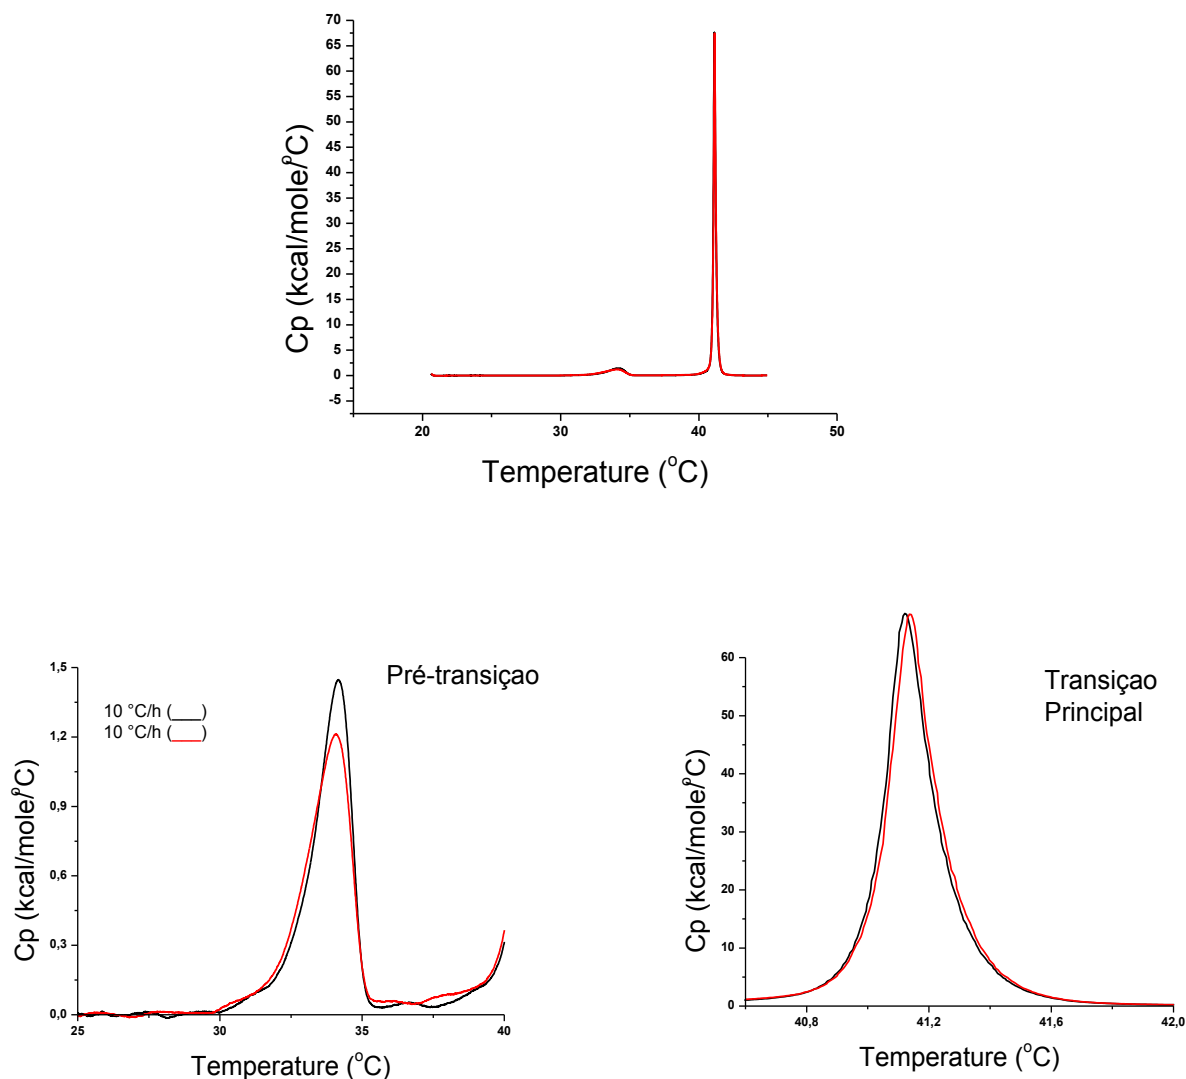 70
65
60
55
50
45
40
35
30
25
20
15
10
5
0
-5
Cp (kcal/mole/°C)
20 30 40 50
Temperature (°C)
Pré-transiçao
10 °C/h (___)
10 °C/h (___)
1,5
1,2
0,9
0,6
0,3
0,0
Cp (kcal/mole/°C)
25 30 35 40
Temperature (°C)
Transiçao
Principal
60
50
40
30
20
10
0
Cp (kcal/mole/°C)
40,8 41,2 41,6 42,0
Temperature (°C)